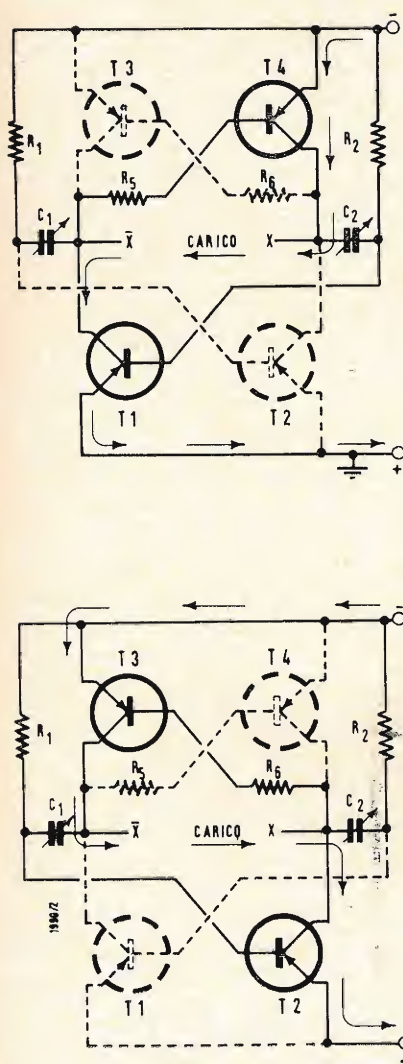 -
T3 T4
R1 R2
R5 R6
C1 C2
X̄ CARICO X
T1 T2
+
-
T3 T4
R1 R2
R5 R6
C1 C2
X̄ CARICO X
1990/2
T1 T2